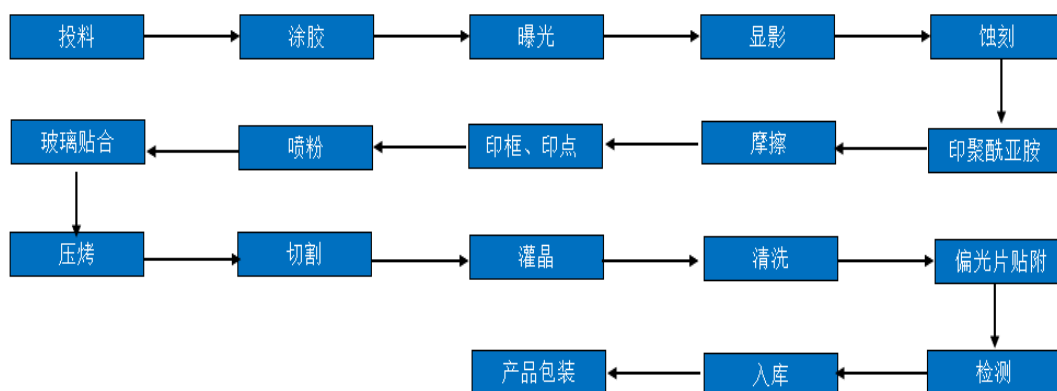 投料
涂胶
曝光
显影
蚀刻
印聚酰亚胺
摩擦
印框、印点
喷粉
玻璃贴合
压烤
切割
灌晶
清洗
偏光片贴附
检测
入库
产品包装